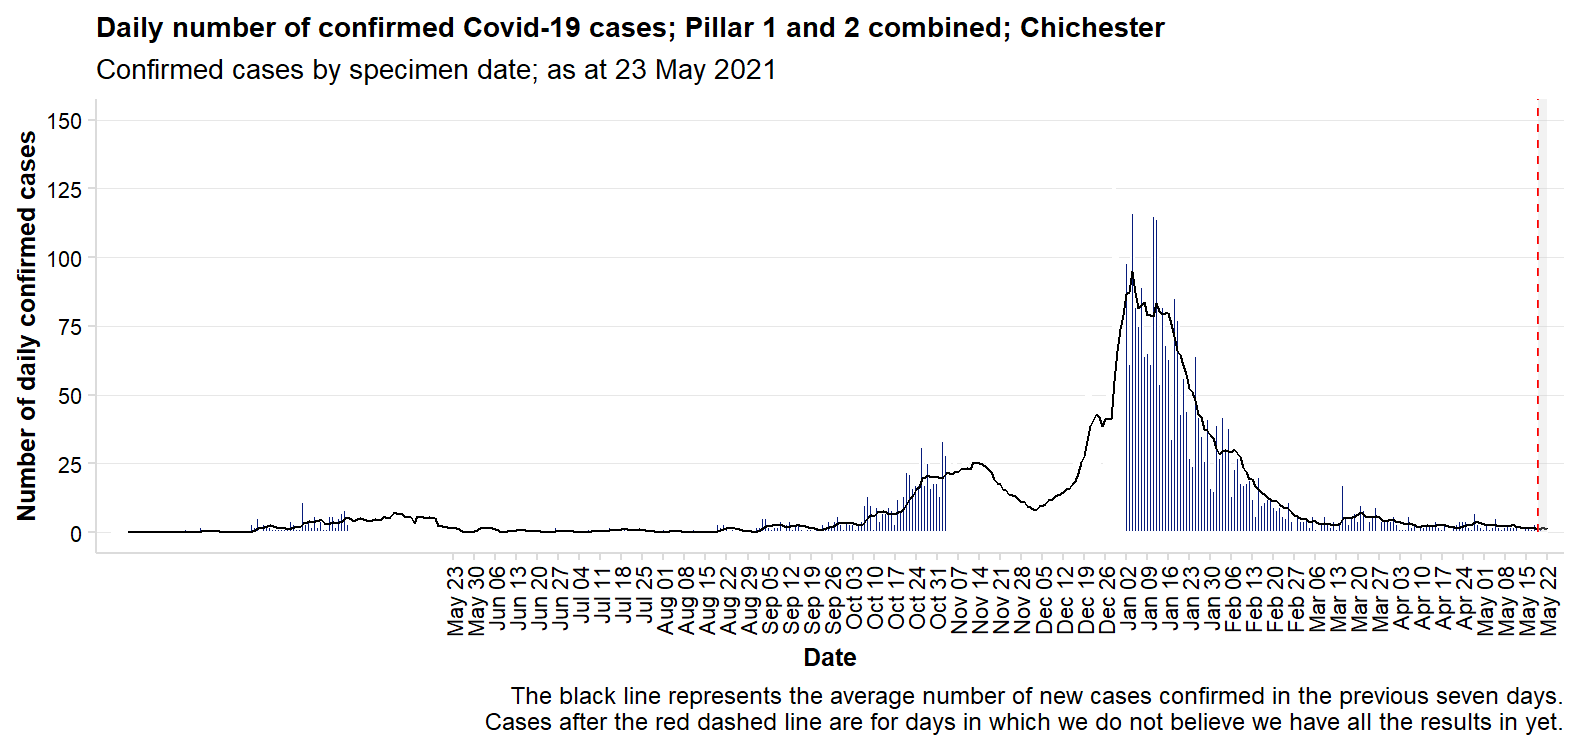 Daily number of confirmed Covid-19 cases; Pillar 1 and 2 combined; Chichester
Confirmed cases by specimen date; as at 23 May 2021
Number of daily confirmed cases
150
125
100
75
50
25
0
May 23
May 30
Jun 06
Jun 13
Jun 20
Jun 27
Jul 04
Jul 11
Jul 18
Jul 25
Aug 01
Aug 08
Aug 15
Aug 22
Aug 29
Sep 05
Sep 12
Sep 19
Sep 26
Oct 03
Oct 10
Oct 17
Oct 24
Oct 31
Nov 07
Nov 14
Nov 21
Nov 28
Dec 05
Dec 12
Dec 19
Dec 26
Jan 02
Jan 09
Jan 16
Jan 23
Jan 30
Feb 06
Feb 13
Feb 20
Feb 27
Mar 06
Mar 13
Mar 20
Mar 27
Apr 03
Apr 10
Apr 17
Apr 24
May 01
May 08
May 15
May 22
Date
The black line represents the average number of new cases confirmed in the previous seven days.
Cases after the red dashed line are for days in which we do not believe we have all the results in yet.